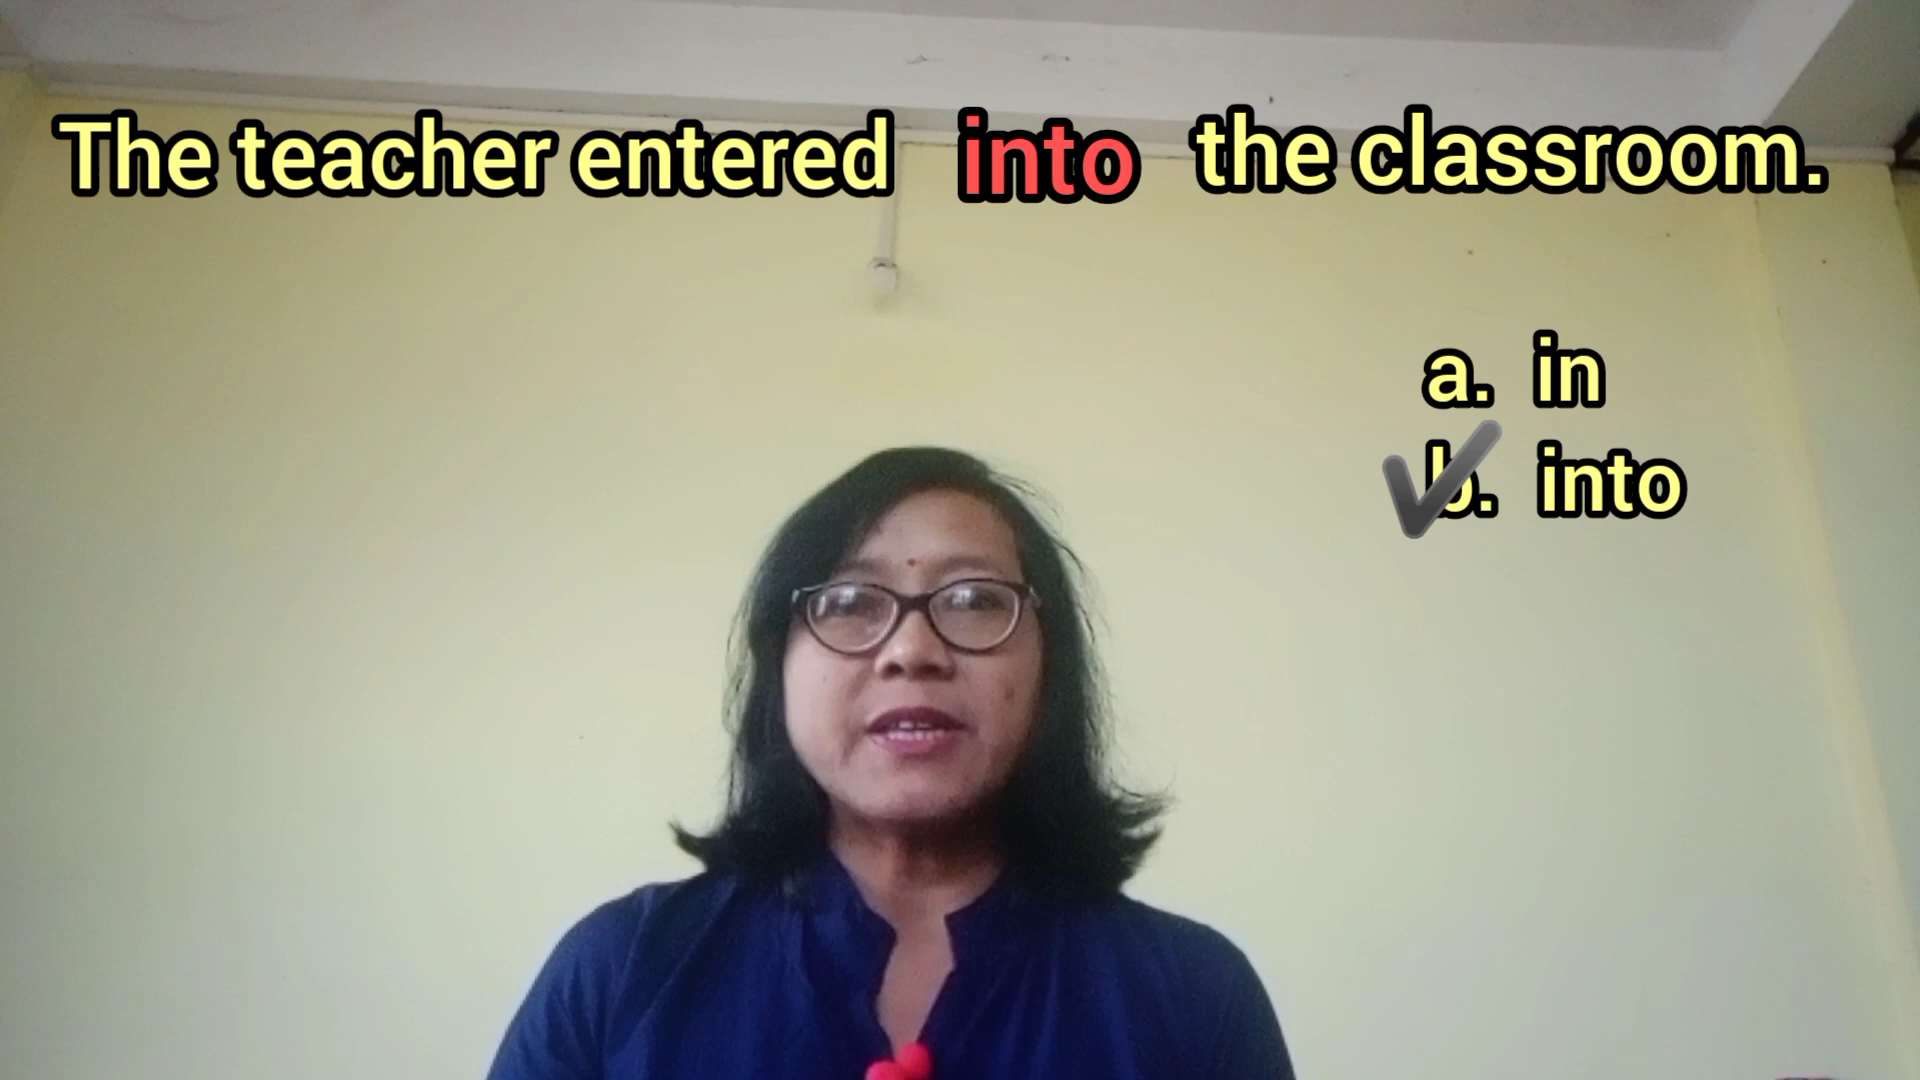 The teacher entered into the classroom.
a. in
b. into